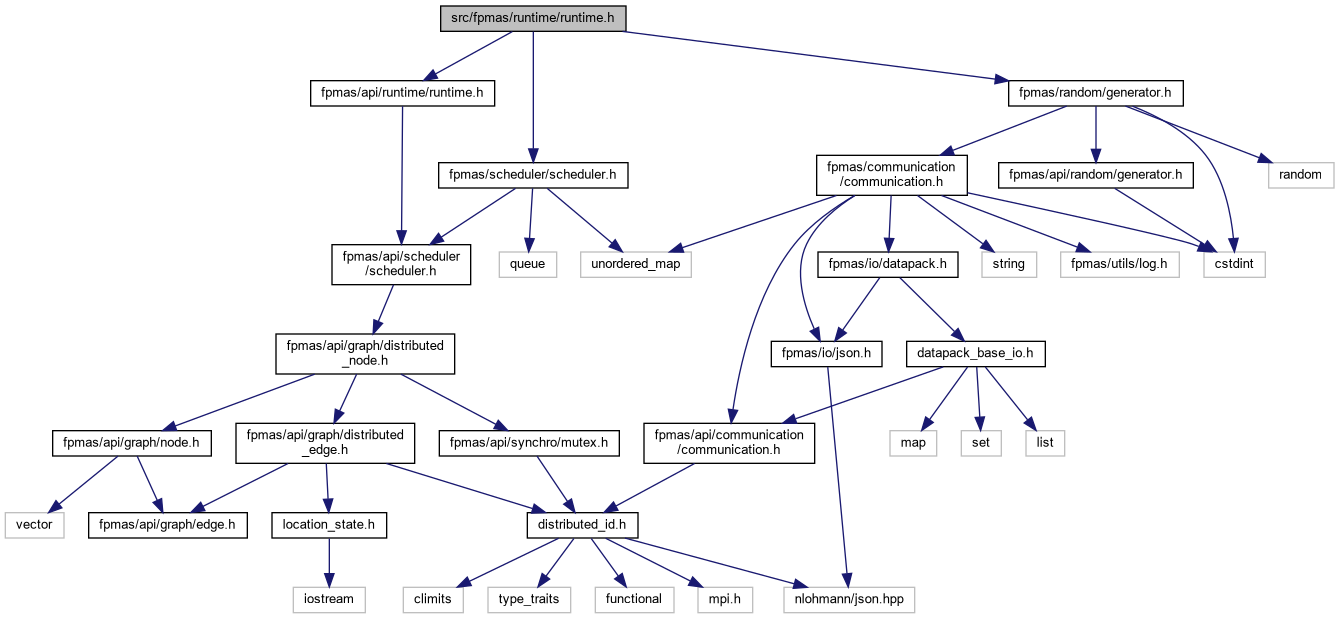 src/fpmas/runtime/runtime.h
fpmas/api/runtime/runtime.h
fpmas/random/generator.h
fpmas/scheduler/scheduler.h
fpmas/communication
/communication.h
fpmas/api/random/generator.h
random
fpmas/api/scheduler
/scheduler.h
queue
unordered_map
fpmas/io/datapack.h
string
fpmas/utils/log.h
cstdint
fpmas/api/graph/distributed
_node.h
fpmas/io/json.h
datapack_base_io.h
fpmas/api/graph/node.h
fpmas/api/graph/distributed
_edge.h
fpmas/api/synchro/mutex.h
fpmas/api/communication
/communication.h
map
set
list
vector
fpmas/api/graph/edge.h
location_state.h
distributed_id.h
iostream
climits
type_traits
functional
mpi.h
nlohmann/json.hpp